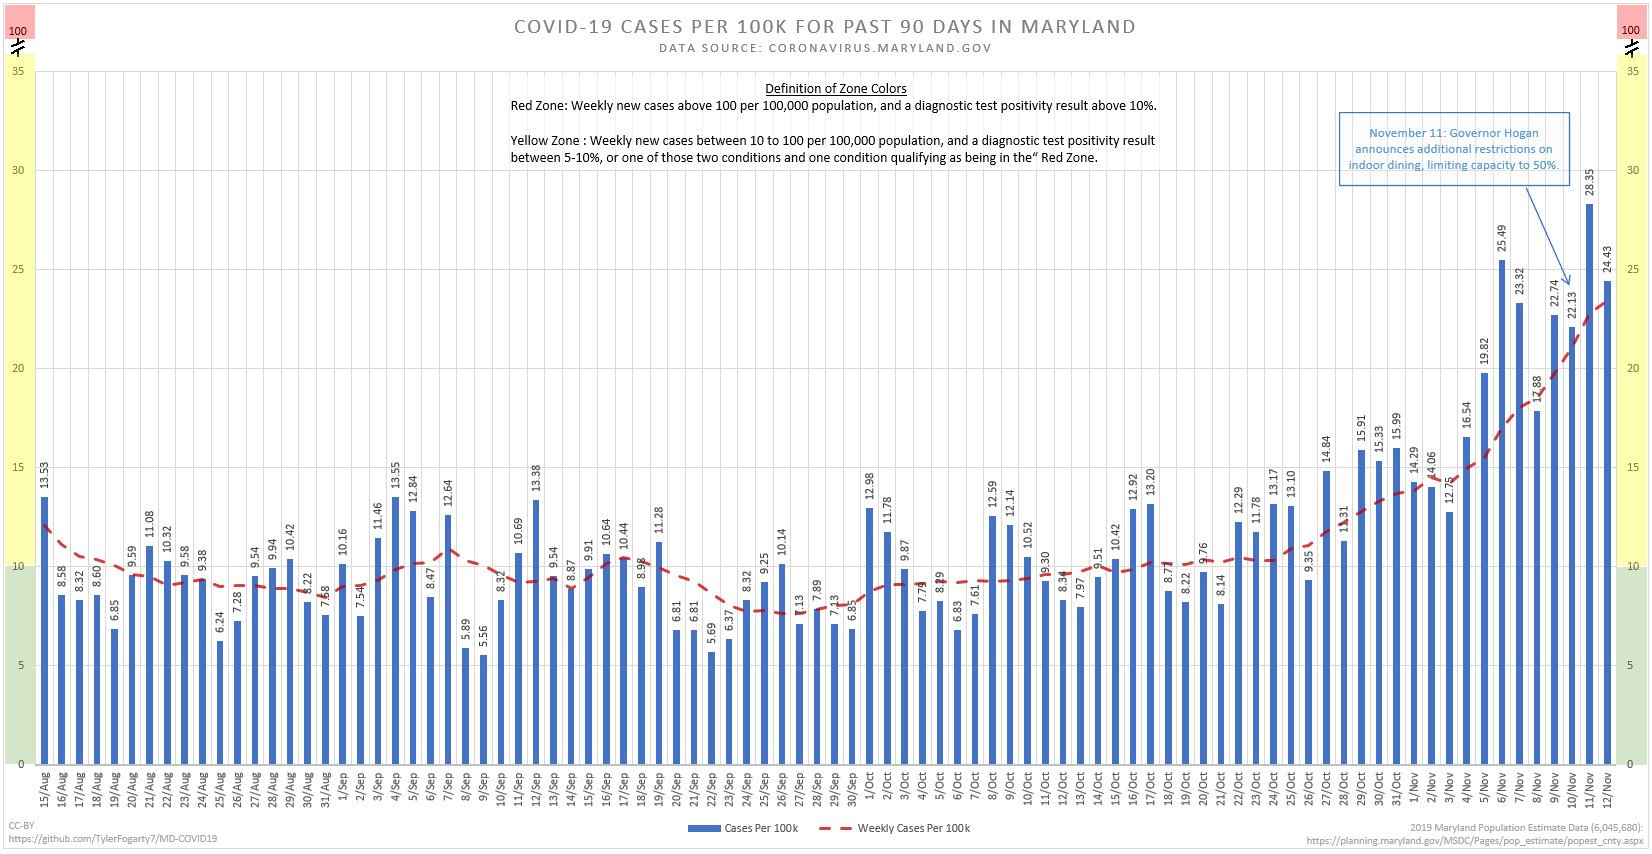 COVID-19 CASES PER 100K FOR PAST 90 DAYS IN MARYLAND
DATA SOURCE: CORONAVIRUS.MARYLAND.GOV
100
100
35
30
25
20
15
10
5
0
35
30
25
20
15
10
5
0
Definition of Zone Colors
Red Zone: Weekly new cases above 100 per 100,000 population, and a diagnostic test positivity result above 10%.
Yellow Zone : Weekly new cases between 10 to 100 per 100,000 population, and a diagnostic test positivity result
between 5-10%, or one of those two conditions and one condition qualifying as being in the“ Red Zone.
November 11: Governor Hogan
announces additional restrictions on
indoor dining, limiting capacity to 50%.
13.53
8.58
8.32
8.60
6.85
9.59
11.08
10.32
9.58
9.38
6.24
7.28
9.54
9.94
10.42
8.22
7.58
10.16
7.54
11.46
13.55
12.84
8.47
12.64
5.89
5.56
8.32
10.69
13.38
9.54
8.87
9.91
10.64
10.44
8.98
11.28
6.81
6.81
5.69
6.37
8.32
9.25
10.14
7.13
7.89
7.13
6.85
12.98
11.78
9.87
7.79
8.29
6.83
7.61
12.59
12.14
10.52
9.30
8.34
7.97
9.51
10.42
12.92
13.20
8.77
8.22
9.76
8.14
12.29
11.78
13.17
13.10
9.35
14.84
11.31
15.91
15.33
15.99
14.29
14.06
12.75
16.54
19.82
25.49
23.32
17.88
22.74
22.13
28.35
24.43
15/Aug
16/Aug
17/Aug
18/Aug
19/Aug
20/Aug
21/Aug
22/Aug
23/Aug
24/Aug
25/Aug
26/Aug
27/Aug
28/Aug
29/Aug
30/Aug
31/Aug
1/Sep
2/Sep
3/Sep
4/Sep
5/Sep
6/Sep
7/Sep
8/Sep
9/Sep
10/Sep
11/Sep
12/Sep
13/Sep
14/Sep
15/Sep
16/Sep
17/Sep
18/Sep
19/Sep
20/Sep
21/Sep
22/Sep
23/Sep
24/Sep
25/Sep
26/Sep
27/Sep
28/Sep
29/Sep
30/Sep
1/Oct
2/Oct
3/Oct
4/Oct
5/Oct
6/Oct
7/Oct
8/Oct
9/Oct
10/Oct
11/Oct
12/Oct
13/Oct
14/Oct
15/Oct
16/Oct
17/Oct
18/Oct
19/Oct
20/Oct
21/Oct
22/Oct
23/Oct
24/Oct
25/Oct
26/Oct
27/Oct
28/Oct
29/Oct
30/Oct
31/Oct
1/Nov
2/Nov
3/Nov
4/Nov
5/Nov
6/Nov
7/Nov
8/Nov
9/Nov
10/Nov
11/Nov
12/Nov
Cases Per 100k
Weekly Cases Per 100k
CC-BY
https://github.com/TylerFogarty7/MD-COVID19
2019 Maryland Population Estimate Data (6,045,680):
https://planning.maryland.gov/MSDC/Pages/pop_estimate/popest_cnty.aspx